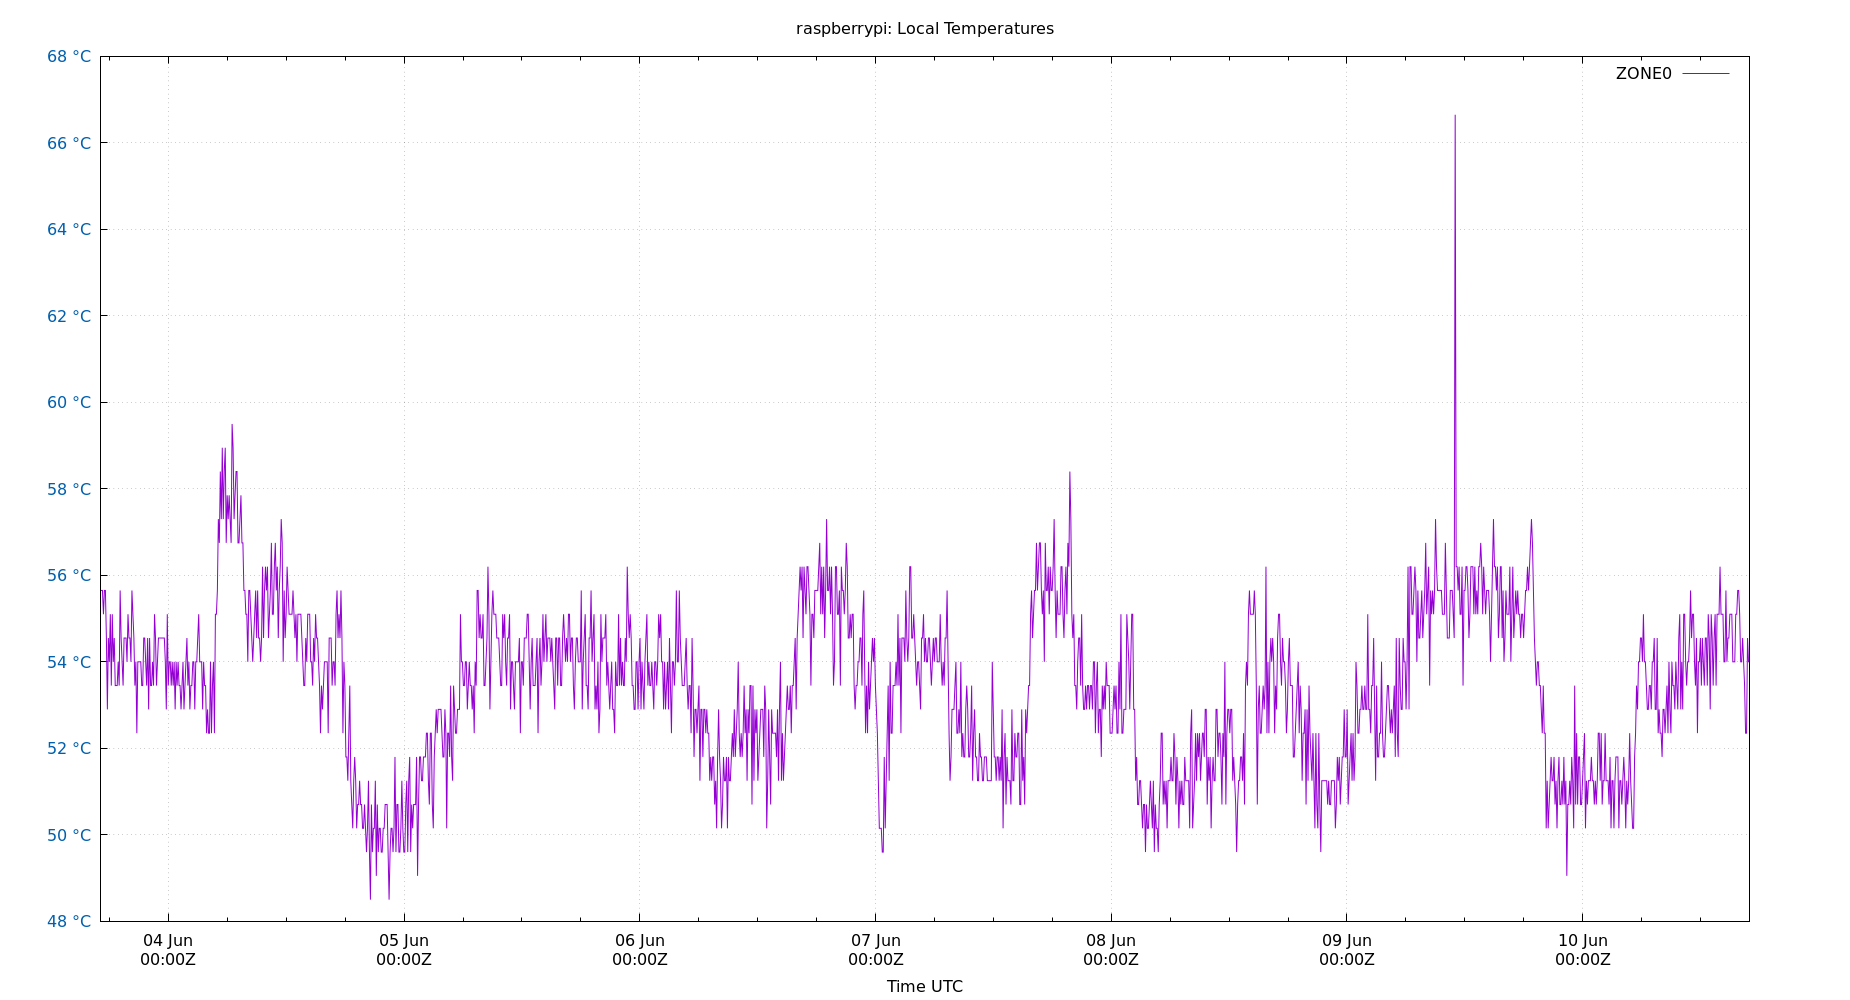 raspberrypi: Local Temperatures
ZONE0
68 °C
66 °C
64 °C
62 °C
60 °C
58 °C
56 °C
54 °C
52 °C
50 °C
48 °C
04 Jun 05 Jun 06 Jun 07 Jun 08 Jun 09 Jun 10 Jun
00:00Z 00:00Z 00:00Z 00:00Z 00:00Z 00:00Z 00:00Z
Time UTC